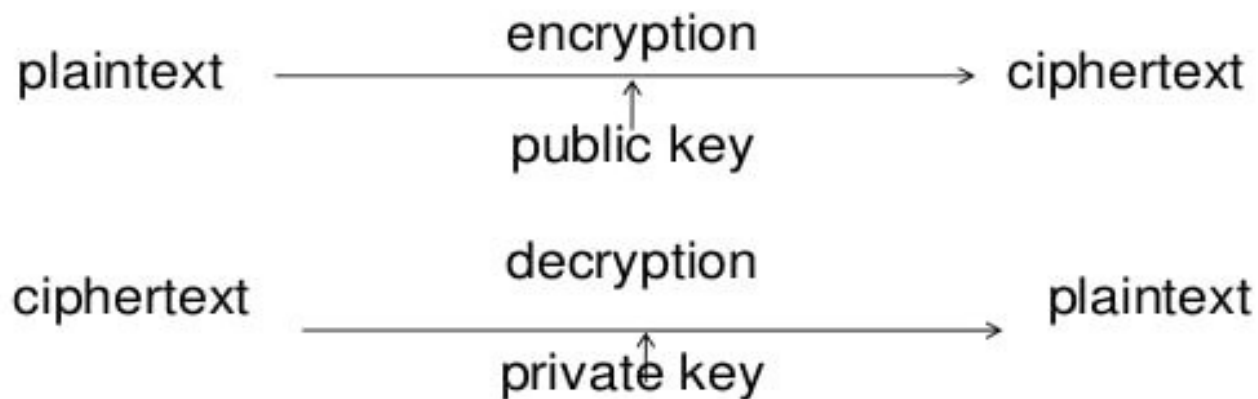 encryption
plaintext ciphertext
public key
decryption
ciphertext plaintext
private key